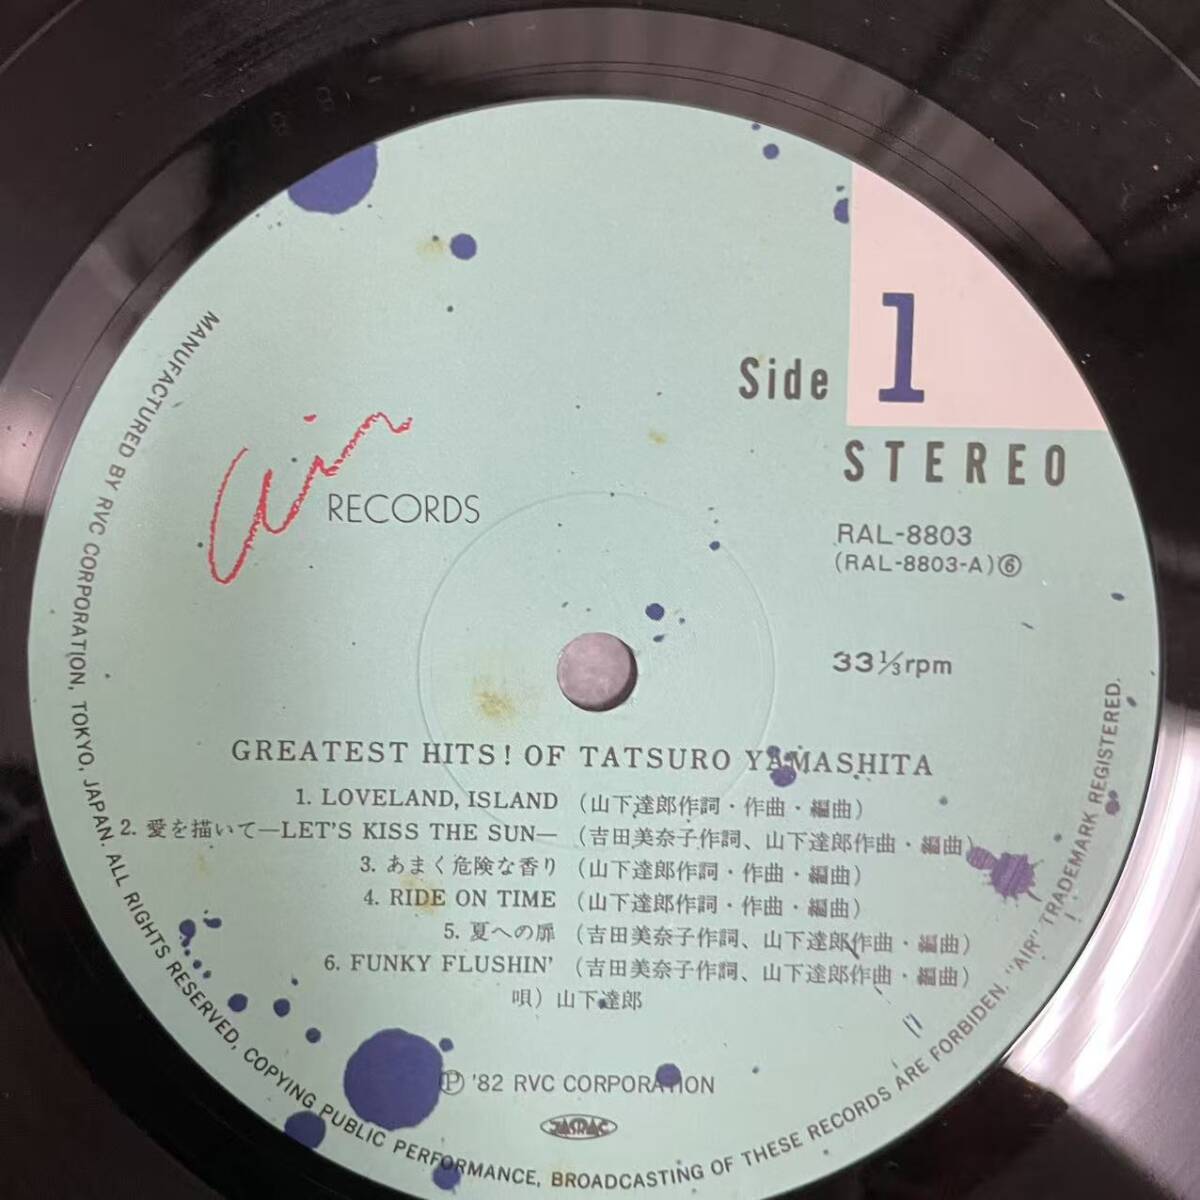 air
RECORDS
Side 1
STEREO
RAL-8803
(RAL-8803-A)⑥
33 1/3 rpm
GREATEST HITS! OF TATSURO YAMASHITA
1. LOVELAND, ISLAND (山下達郎作詞・作曲・編曲)
2. 愛を描いて—LET'S KISS THE SUN— (吉田美奈子作詞、山下達郎作曲・編曲)
3. あまく危険な香り (山下達郎作詞・作曲・編曲)
4. RIDE ON TIME (山下達郎作詞・作曲・編曲)
5. 夏への扉 (吉田美奈子作詞、山下達郎作曲・編曲)
6. FUNKY FLUSHIN' (吉田美奈子作詞、山下達郎作曲・編曲)
唄) 山下達郎
Ⓟ '82 RVC CORPORATION
JASRAC
MANUFACTURED BY RVC CORPORATION, TOKYO, JAPAN. ALL RIGHTS RESERVED, COPYING PUBLIC PERFORMANCE, BROADCASTING OF THESE RECORDS ARE FORBIDEN, "AIR" TRADEMARK REGISTERED.